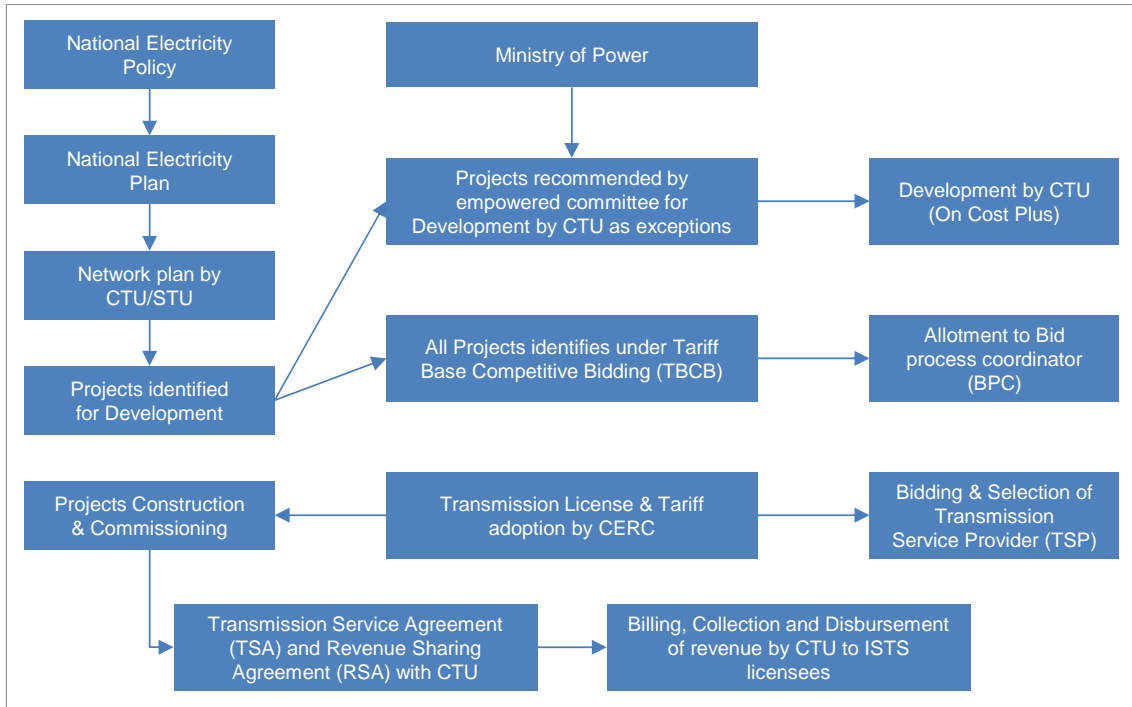 National Electricity
Policy
Ministry of Power
National Electricity
Plan
Projects recommended by
empowered committee for
Development by CTU as exceptions
Development by CTU
(On Cost Plus)
Network plan by
CTU/STU
All Projects identifies under Tariff
Base Competitive Bidding (TBCB)
Allotment to Bid
process coordinator
(BPC)
Projects identified
for Development
Projects Construction
& Commissioning
Transmission License & Tariff
adoption by CERC
Bidding & Selection of
Transmission
Service Provider (TSP)
Transmission Service Agreement
(TSA) and Revenue Sharing
Agreement (RSA) with CTU
Billing, Collection and Disbursement
of revenue by CTU to ISTS
licensees